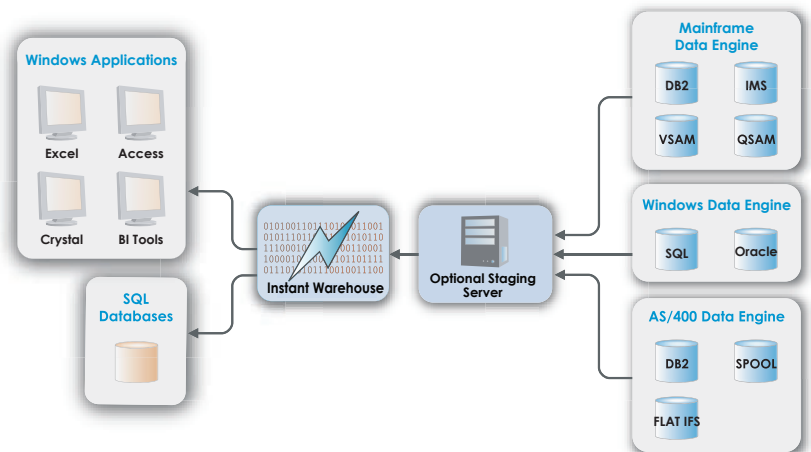 Windows Applications
Excel
Access
Crystal
BI Tools
SQL
Databases
Instant Warehouse
Optional Staging
Server
Mainframe
Data Engine
DB2
IMS
VSAM
QSAM
Windows Data Engine
SQL
Oracle
AS/400 Data Engine
DB2
SPOOL
FLAT IFS